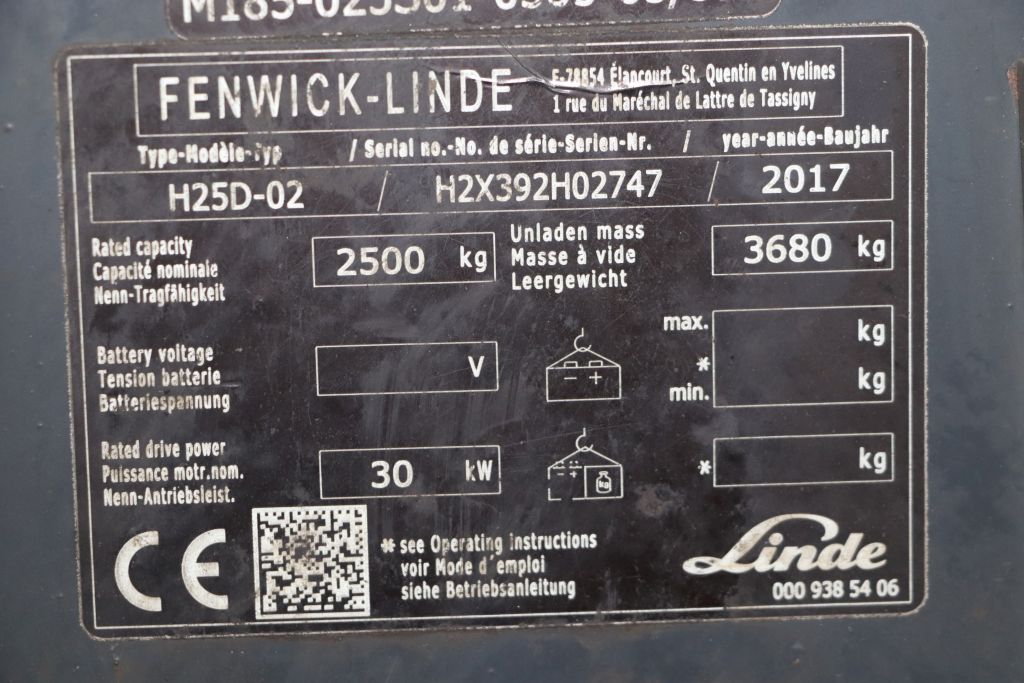 FENWICK-LINDE
F-78854 Élancourt, St. Quentin en Yvelines
1 rue du Maréchal de Lattre de Tassigny
Type-Modèle-Typ / Serial no.-No. de série-Serien-Nr. / year-année-Baujahr
H25D-02 / H2X392H02747 / 2017
Rated capacity
Capacité nominale
Nenn-Tragfähigkeit
2500 kg
Unladen mass
Masse à vide
Leergewicht
3680 kg
Battery voltage
Tension batterie
Batteriespannung
V
- +
max.
*
min.
kg
kg
Rated drive power
Puissance motr.nom.
Nenn-Antriebsleist.
30 kW
- +
kg
* kg
CE
* see Operating instructions
voir Mode d'emploi
siehe Betriebsanleitung
Linde
000 938 54 06